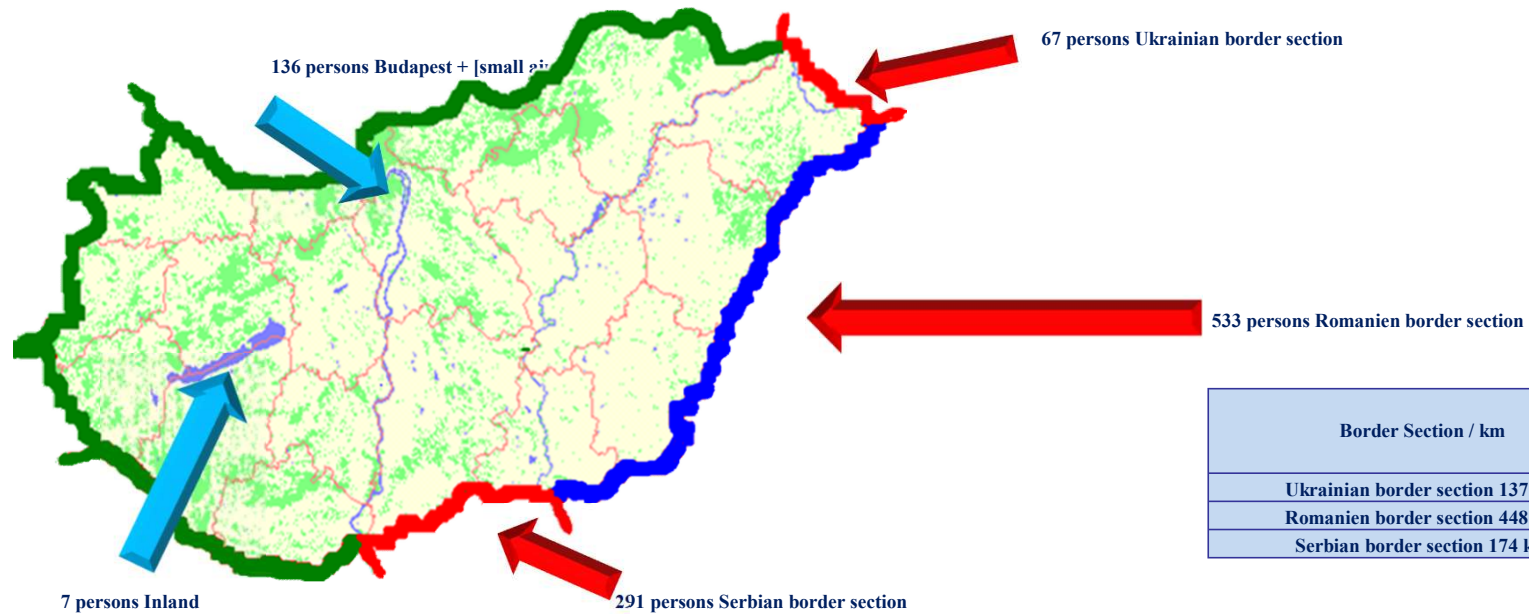 67 persons Ukrainian border section
136 persons Budapest + [small
533 persons Romanien border section
Border Section / km
Ukrainian border section 137
Romanien border section 448
Serbian border section 174 k
7 persons Inland
291 persons Serbian border section